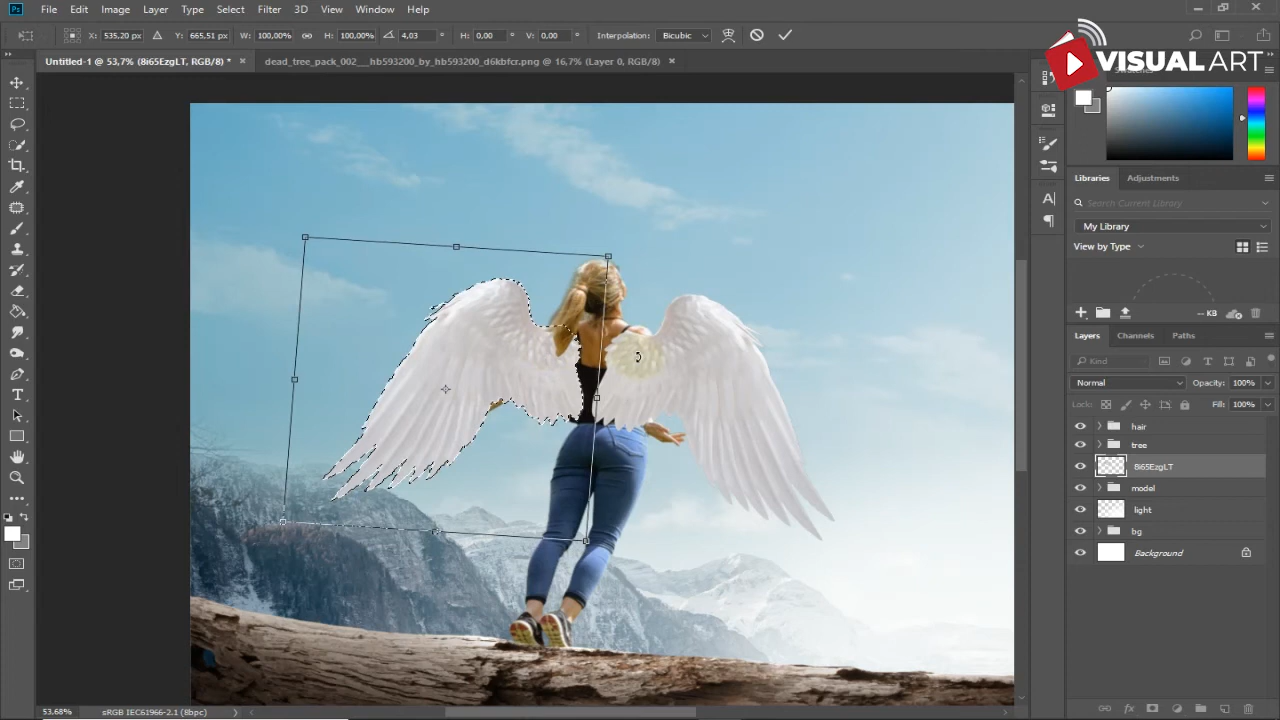 Ps File Edit Image Layer Type Select Filter 3D View Window Help
X: 535,20 px Y: 665,51 px W: 100,00% H: 100,00% 4,03 ° H: 0,00 ° V: 0,00 ° Interpolation: Bicubic
Untitled-1 @ 53,7% (8i65EzgLT, RGB/8) * × dead_tree_pack_002__hb593200_by_hb593200_d6kbfcr.png @ 16,7% (Layer 0, RGB/8) ×
VISUAL ART
Swatches
Libraries Adjustments
Search Current Library
My Library
View by Type
-- KB
Layers Channels Paths
Kind
Normal Opacity: 100%
Lock: Fill: 100%
hair
tree
8i65EzgLT
model
light
bg
Background
53.68% sRGB IEC61966-2.1 (8bpc)